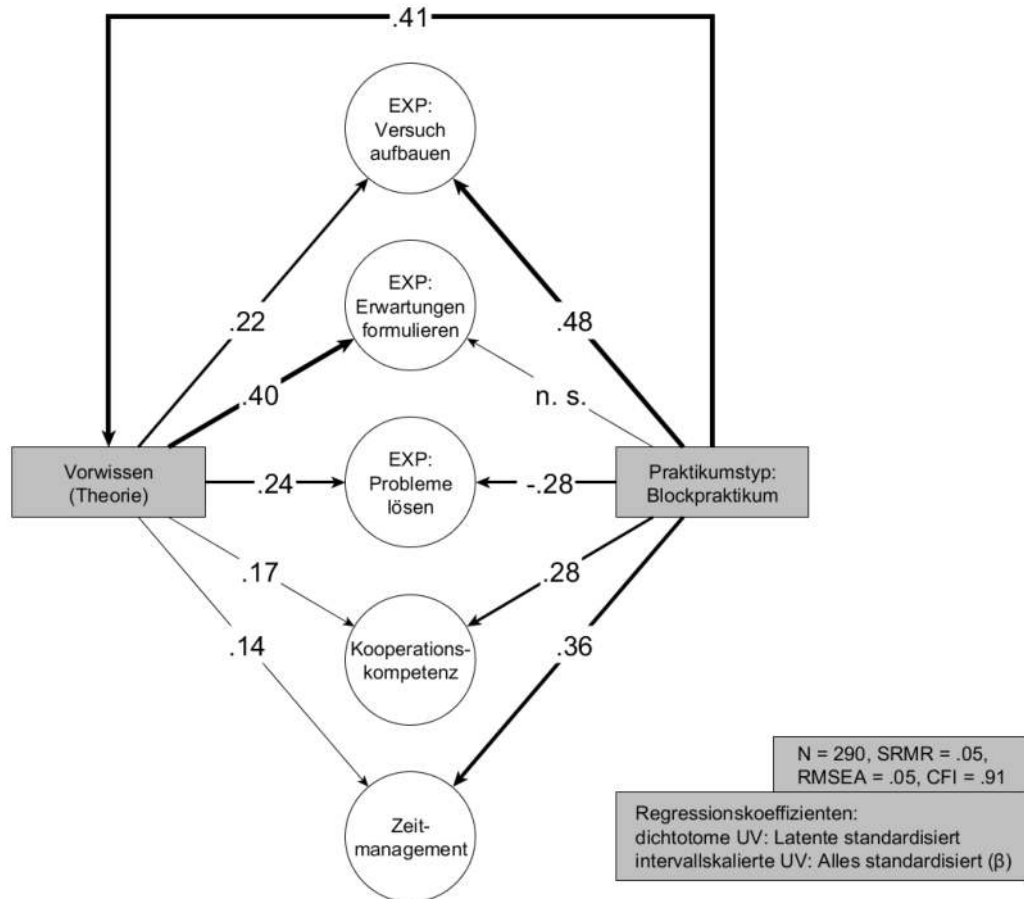 .41
EXP:
Versuch
aufbauen
EXP:
Erwartungen
formulieren
.22
.48
.40
n. s.
Vorwissen
(Theorie)
.24
EXP:
Probleme
lösen
-.28
Praktikumstyp:
Blockpraktikum
.17
.28
Kooperations-
kompetenz
.14
.36
Zeit-
management
N = 290, SRMR = .05,
RMSEA = .05, CFI = .91
Regressionskoeffizienten:
dichtotome UV: Latente standardisiert
intervallskalierte UV: Alles standardisiert (β)